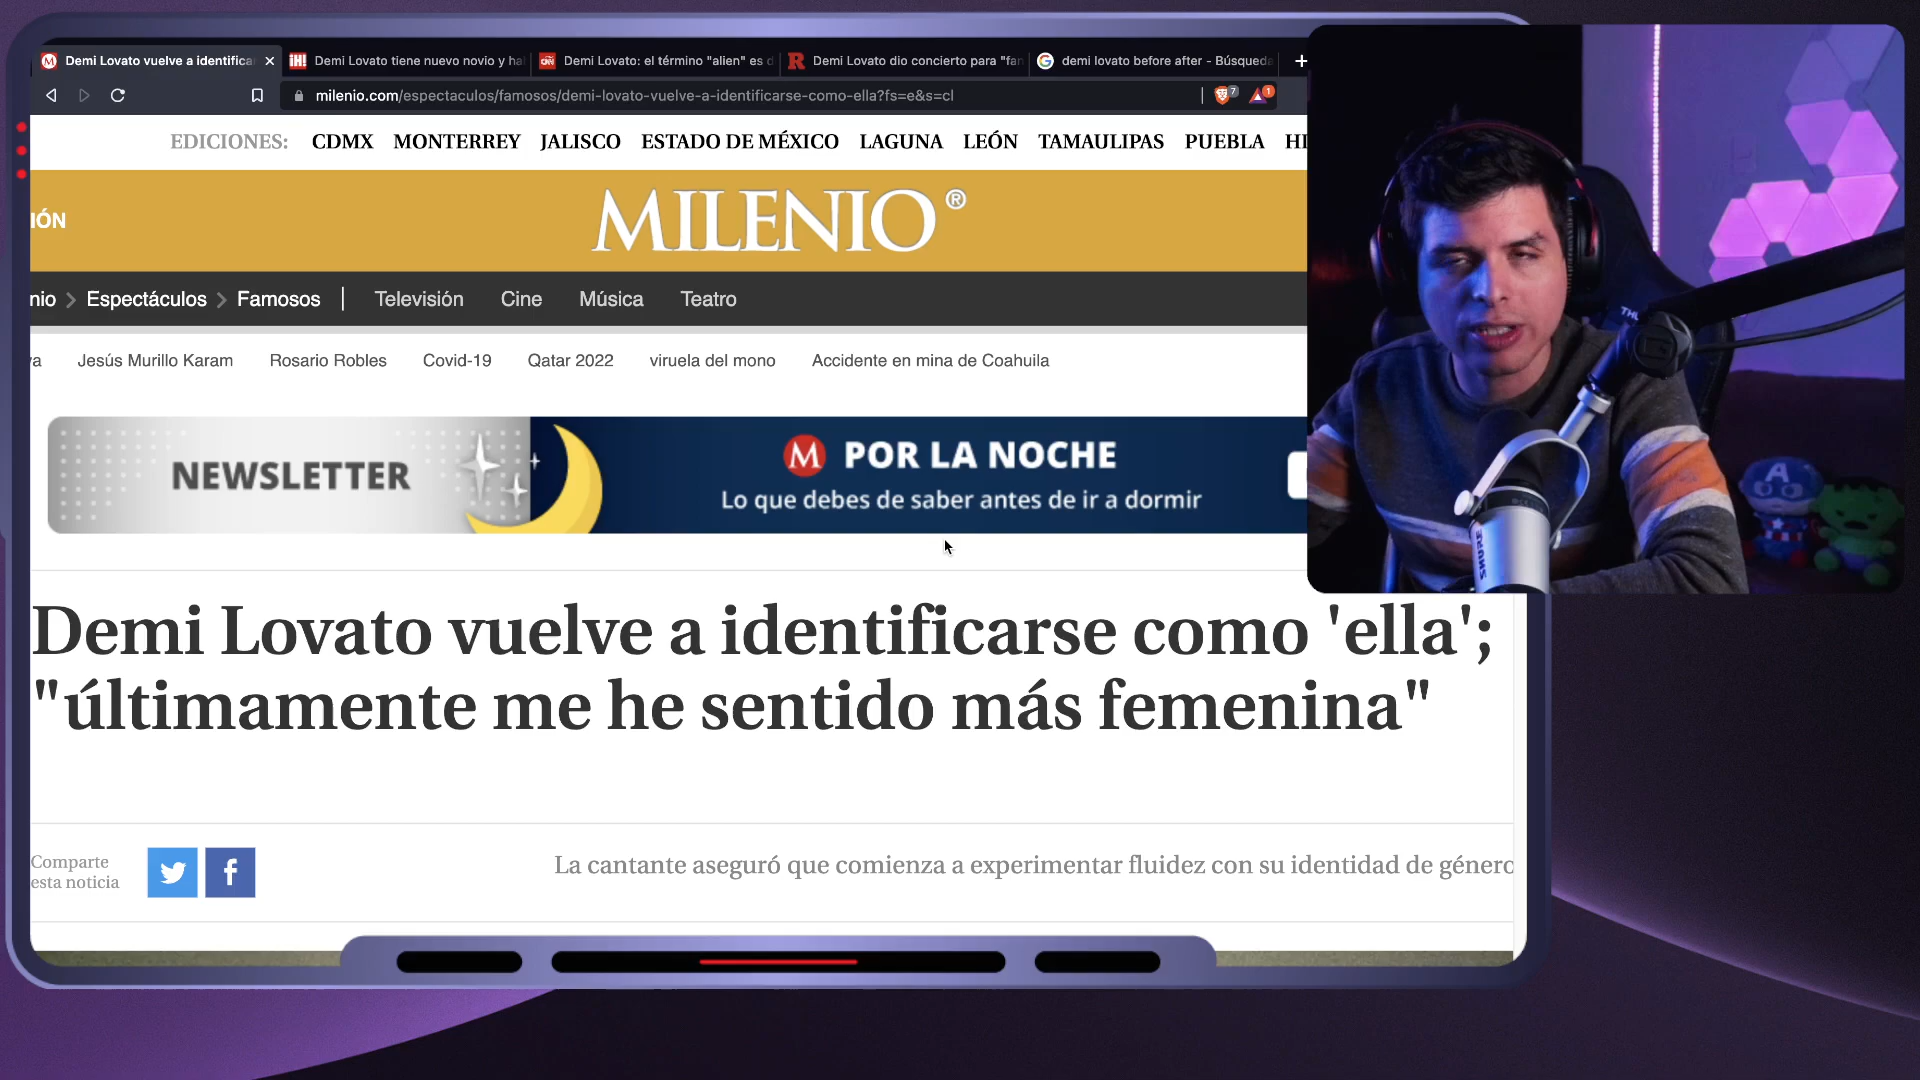 Demi Lovato vuelve a identifica
Demi Lovato tiene nuevo novio y ha
Demi Lovato: el término "alien" es d
Demi Lovato dio concierto para "fan
demi lovato before after - Búsqueda
milenio.com/espectaculos/famosos/demi-lovato-vuelve-a-identificarse-como-ella?fs=e&s=cl
7
1
EDICIONES: CDMX MONTERREY JALISCO ESTADO DE MÉXICO LAGUNA LEÓN TAMAULIPAS PUEBLA HI
IÓN
MILENIO®
nio > Espectáculos > Famosos | Televisión Cine Música Teatro
va Jesús Murillo Karam Rosario Robles Covid-19 Qatar 2022 viruela del mono Accidente en mina de Coahuila
NEWSLETTER
M POR LA NOCHE
Lo que debes de saber antes de ir a dormir
SHURE
Demi Lovato vuelve a identificarse como 'ella';
"últimamente me he sentido más femenina"
Comparte
esta noticia
La cantante aseguró que comienza a experimentar fluidez con su identidad de género